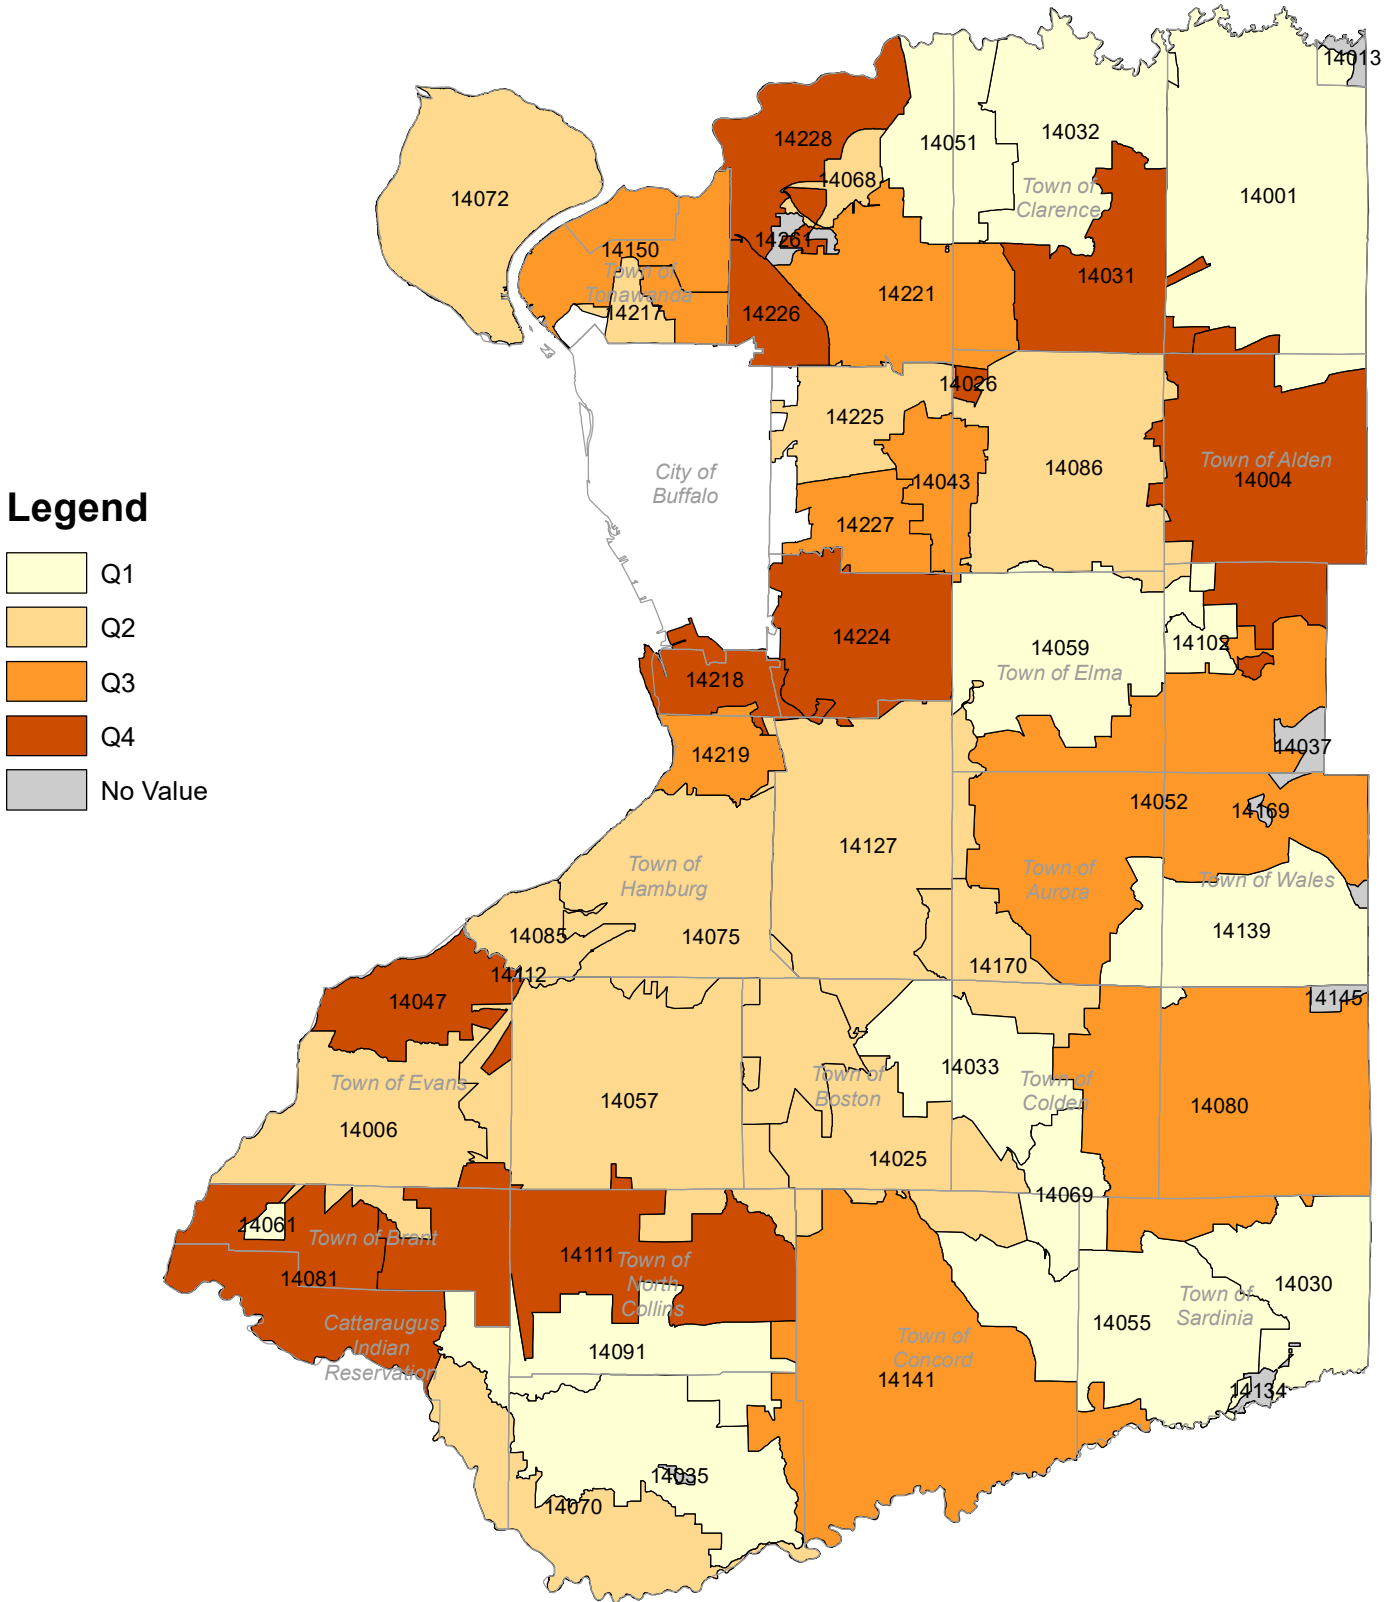 14013
14228
14051
14032
14068
Town of
Clarence
14001
14072
14261
14150
Town of
Tonawanda
14031
14221
14217
14226
14026
14225
City of
Buffalo
14043
14086
Town of Alden
14004
Legend
Q1
Q2
Q3
Q4
No Value
14227
14224
14059
Town of Elma
14102
14218
14219
14037
14052
14169
14127
Town of
Hamburg
Town of
Aurora
Town of Wales
14085
14075
14139
14170
14112
14047
14145
Town of Evans
14033
Town of
Boston
Town of
Colden
14057
14080
14006
14025
14069
14061
Town of Brant
14111
Town of
North
Collins
14081
14030
Town of
Sardinia
Cattaraugus
Indian
Reservation
14055
Town of
Concord
14091
14141
14134
14035
14070